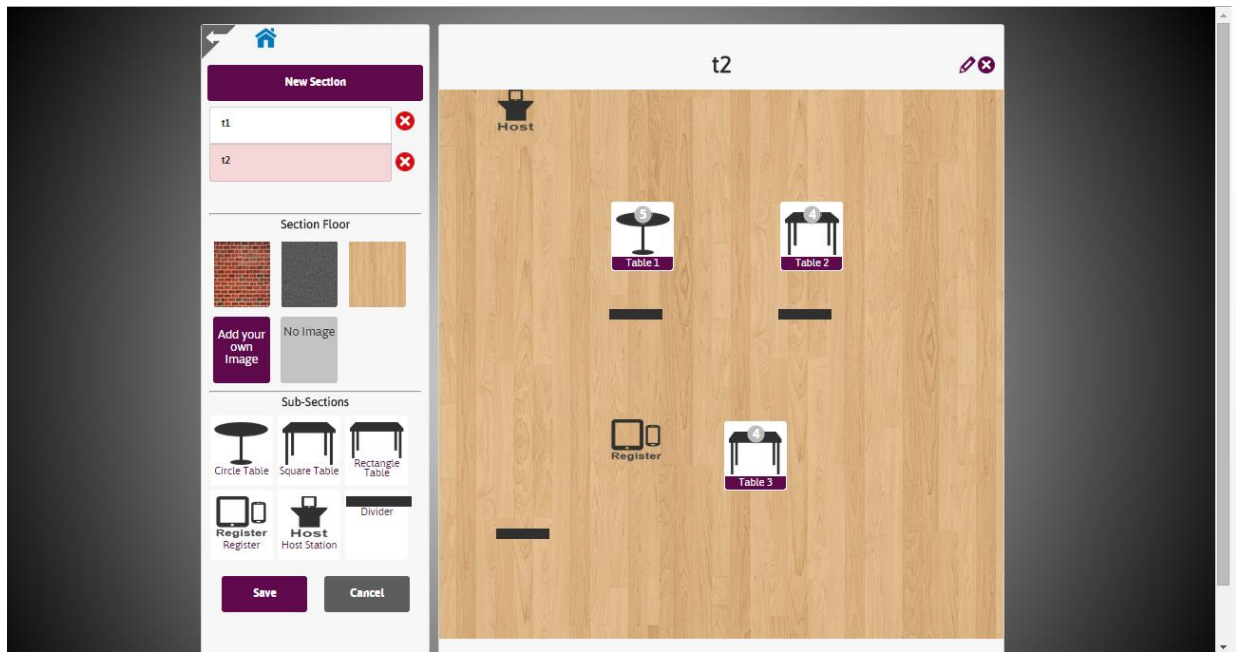 New Section
t1
t2
Section Floor
Add your
own
Image
No Image
Sub-Sections
Circle Table
Square Table
Rectangle
Table
Register
Register
Host
Host Station
Divider
Save
Cancel
t2
Host
5
Table 1
4
Table 2
Register
4
Table 3